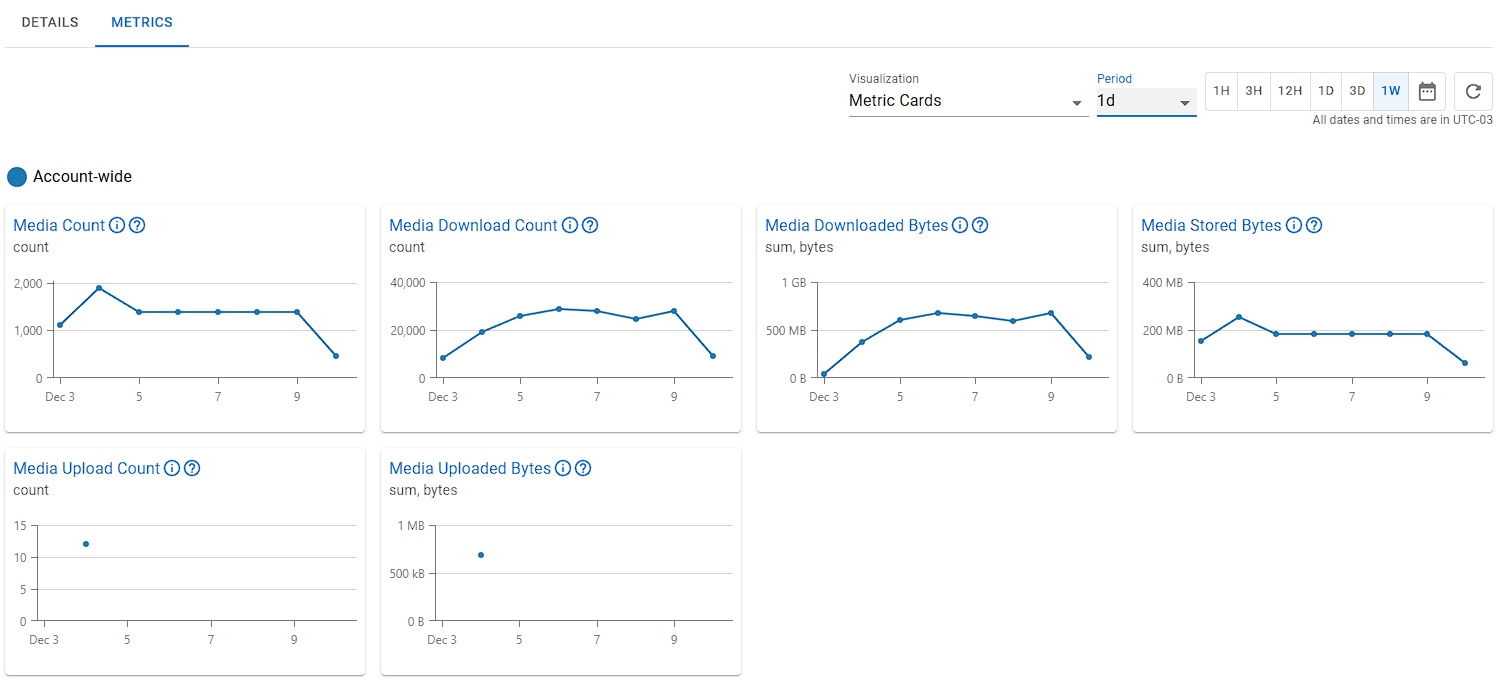 DETAILS METRICS
Visualization Period
Metric Cards 1d 1H 3H 12H 1D 3D 1W
All dates and times are in UTC-03
Account-wide
Media Count
count
2,000
1,000
0
Dec 3 5 7 9
Media Download Count
count
40,000
20,000
0
Dec 3 5 7 9
Media Downloaded Bytes
sum, bytes
1 GB
500 MB
0 B
Dec 3 5 7 9
Media Stored Bytes
sum, bytes
400 MB
200 MB
0 B
Dec 3 5 7 9
Media Upload Count
count
15
10
5
0
Dec 3 5 7 9
Media Uploaded Bytes
sum, bytes
1 MB
500 kB
0 B
Dec 3 5 7 9